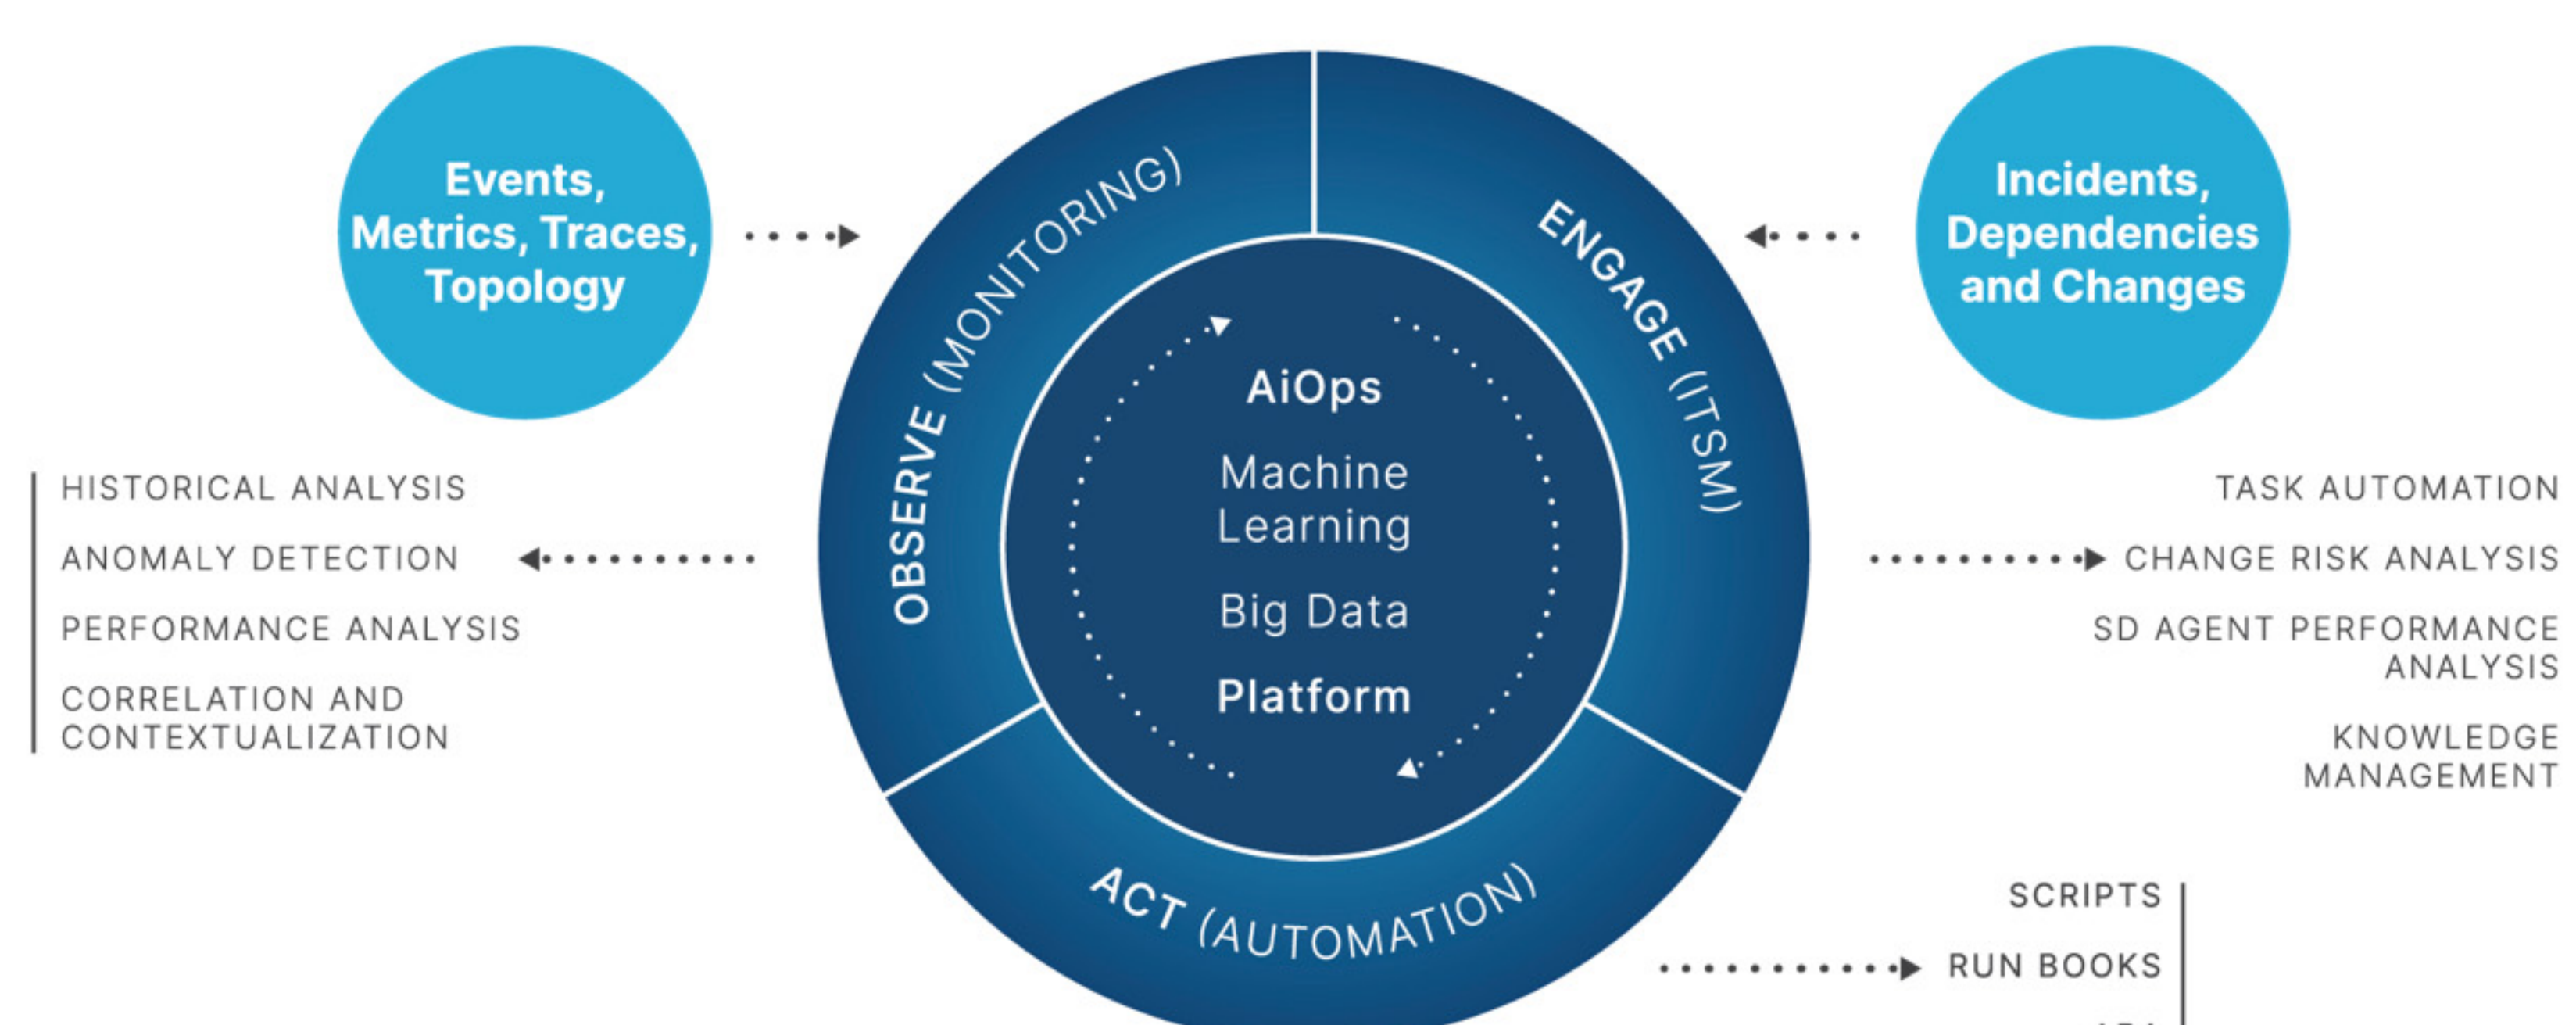 Events,
Metrics, Traces,
Topology
Incidents,
Dependencies
and Changes
OBSERVE (MONITORING)
ENGAGE (ITSM)
ACT (AUTOMATION)
AiOps
Machine
Learning
Big Data
Platform
HISTORICAL ANALYSIS
ANOMALY DETECTION
PERFORMANCE ANALYSIS
CORRELATION AND
CONTEXTUALIZATION
TASK AUTOMATION
CHANGE RISK ANALYSIS
SD AGENT PERFORMANCE
ANALYSIS
KNOWLEDGE
MANAGEMENT
SCRIPTS
RUN BOOKS